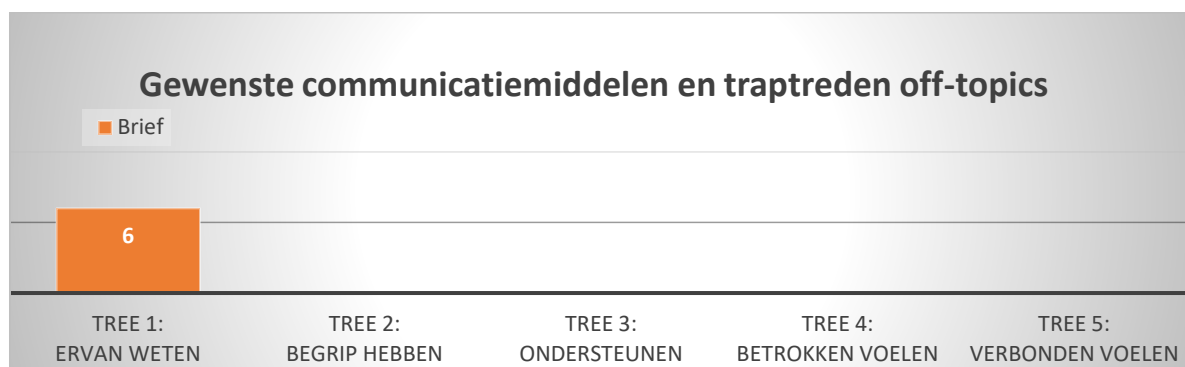 Gewenste communicatiemiddelen en traptreden off-topics
Brief
6
TREE 1:
ERVAN WETEN
TREE 2:
BEGRIP HEBBEN
TREE 3:
ONDERSTEUNEN
TREE 4:
BETROKKEN VOELEN
TREE 5:
VERBONDEN VOELEN